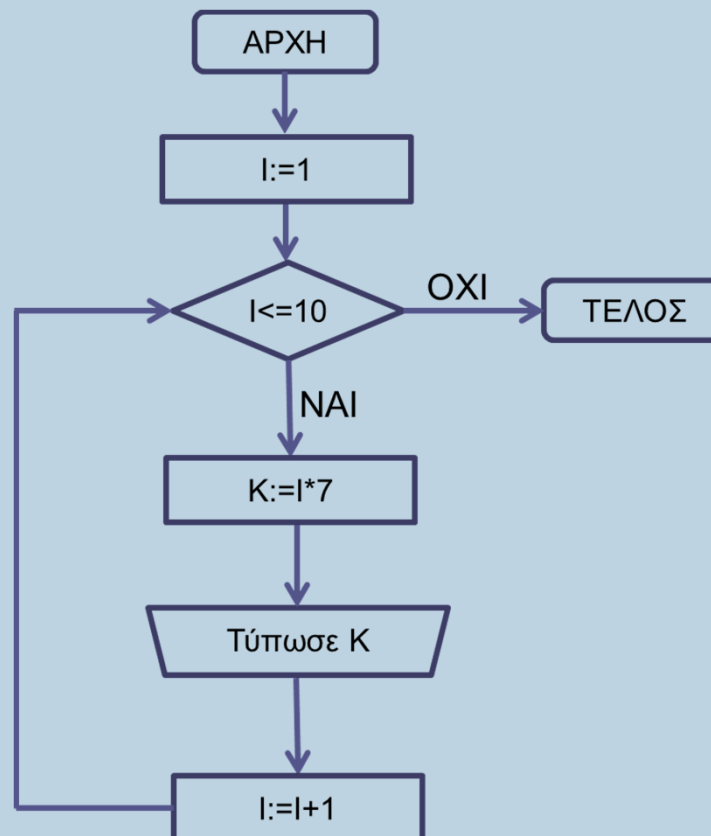 ΑΡΧΗ
I:=1
I<=10
ΟΧΙ
ΤΕΛΟΣ
ΝΑΙ
K:=I*7
Τύπωσε Κ
I:=I+1